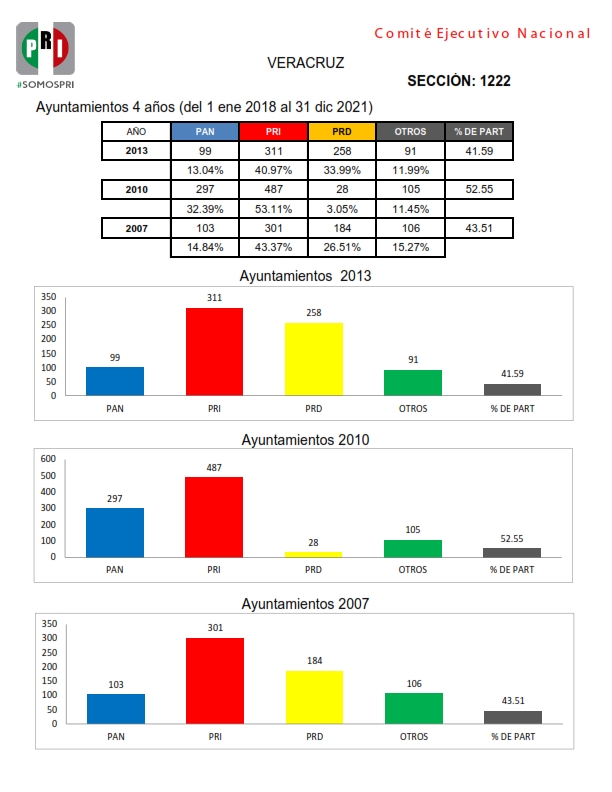 Comité Ejecutivo Nacional
PRI
#SOMOSPRI
VERACRUZ
SECCIÓN: 1222
Ayuntamientos 4 años (del 1 ene 2018 al 31 dic 2021)
AÑO PAN PRI PRD OTROS % DE PART
2013 99 311 258 91 41.59
13.04% 40.97% 33.99% 11.99%
2010 297 487 28 105 52.55
32.39% 53.11% 3.05% 11.45%
2007 103 301 184 106 43.51
14.84% 43.37% 26.51% 15.27%
Ayuntamientos 2013
350
300
250
200
150
100
50
0
99 311 258 91 41.59
PAN PRI PRD OTROS % DE PART
Ayuntamientos 2010
600
500
400
300
200
100
0
297 487 28 105 52.55
PAN PRI PRD OTROS % DE PART
Ayuntamientos 2007
350
300
250
200
150
100
50
0
103 301 184 106 43.51
PAN PRI PRD OTROS % DE PART